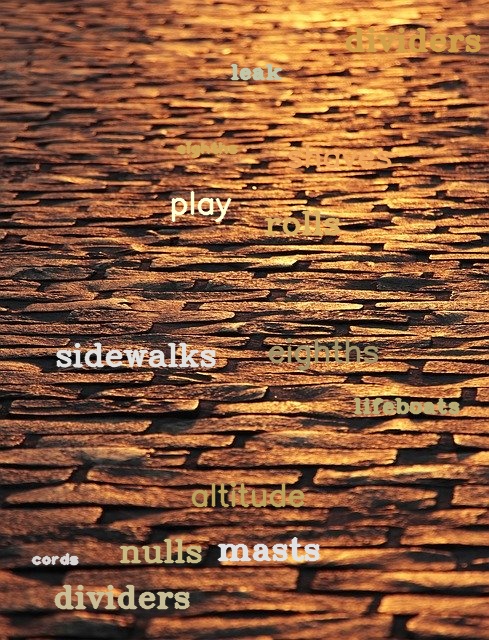 dividers
leak
play
rolls
sidewalks
eighths
lifeboats
altitude
nulls masts
cords
dividers